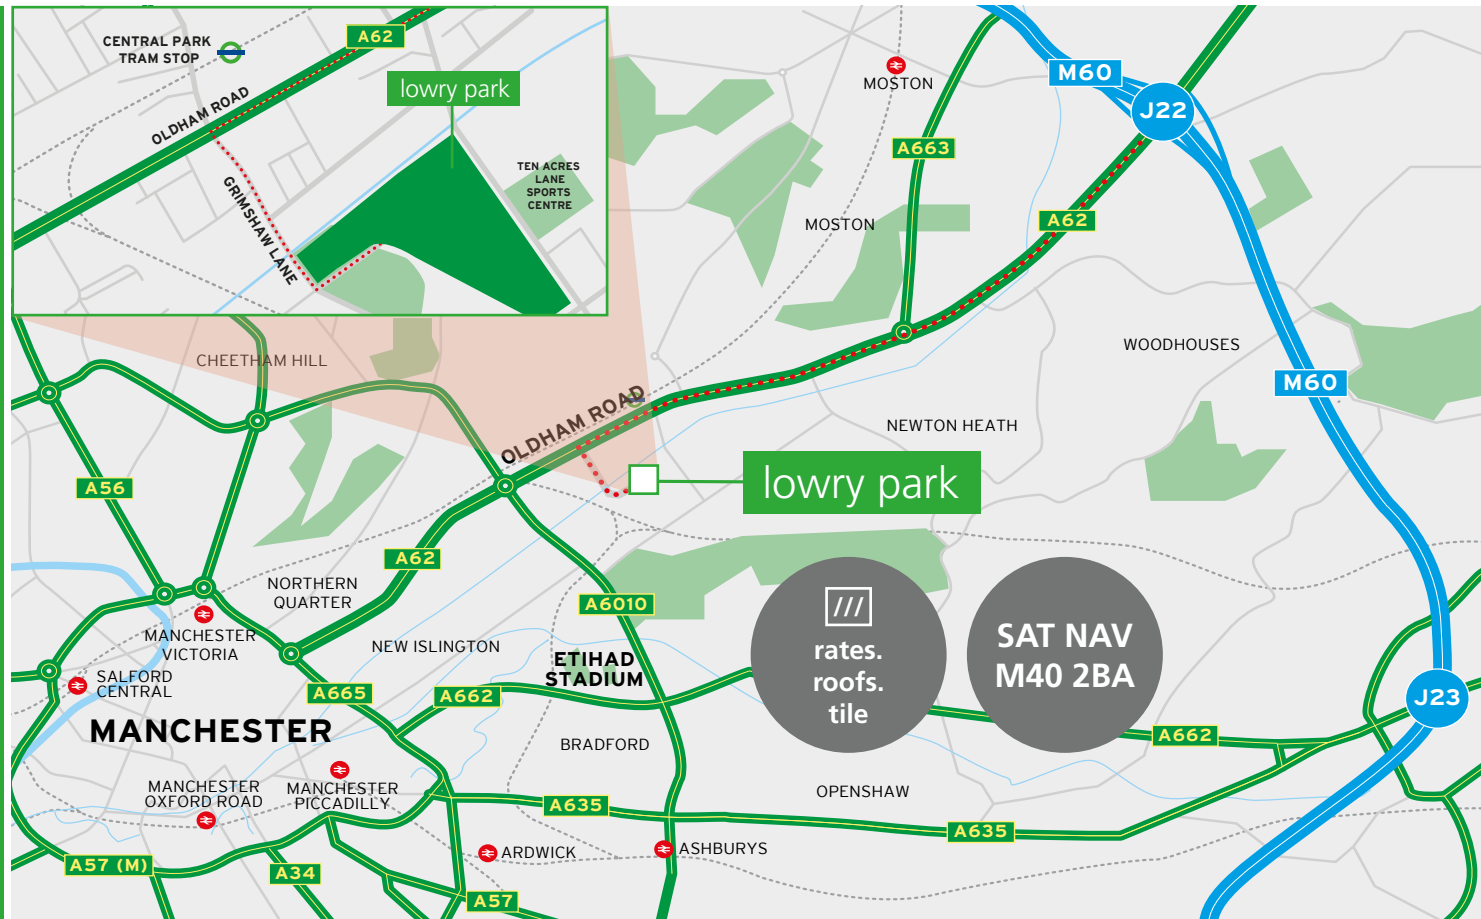 CENTRAL PARK
TRAM STOP
A62
lowry park
OLDHAM ROAD
GRIMSHAW LANE
TEN ACRES
LANE
SPORTS
CENTRE
MOSTON
M60
J22
A663
A62
MOSTON
WOODHOUSES
M60
CHEETHAM HILL
OLDHAM ROAD
NEWTON HEATH
lowry park
A56
A62
NORTHERN
QUARTER
A6010
///
rates.
roofs.
tile
SAT NAV
M40 2BA
MANCHESTER
VICTORIA
NEW ISLINGTON
ETIHAD
STADIUM
SALFORD
CENTRAL
A665
A662
J23
MANCHESTER
BRADFORD
A662
MANCHESTER
OXFORD ROAD
MANCHESTER
PICCADILLY
A635
OPENSHAW
A635
A57 (M)
A34
ARDWICK
ASHBURYS
A57